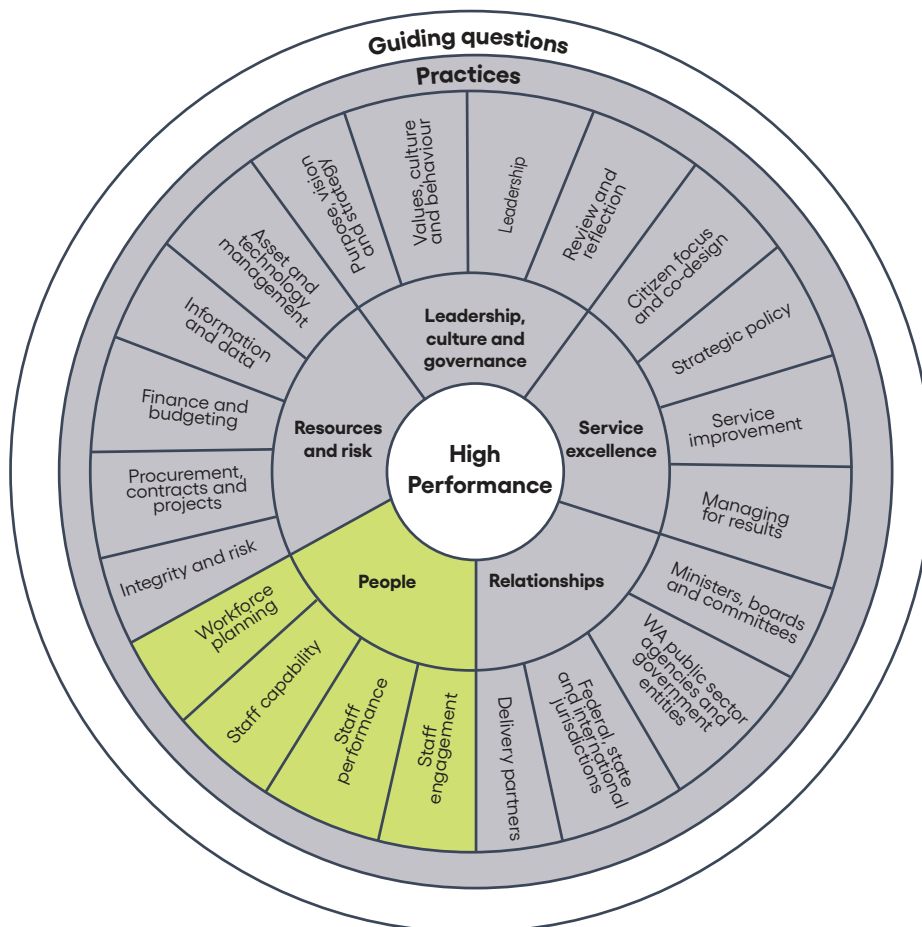 Guiding questions
Practices
Purpose, vision
and strategy
Values, culture
and behaviour
Leadership
Review and
reflection
Citizen focus
and co-design
Strategic policy
Service
improvement
Managing
for results
Ministers, boards
and committees
WA public sector
agencies and
government
entities
Federal, state
and international
jurisdictions
Delivery partners
Staff
engagement
Staff
performance
Staff capability
Workforce
planning
Integrity and risk
Procurement,
contracts and
projects
Finance and
budgeting
Information
and data
Asset and
technology
management
Leadership,
culture and
governance
Service
excellence
Relationships
People
Resources
and risk
High
Performance